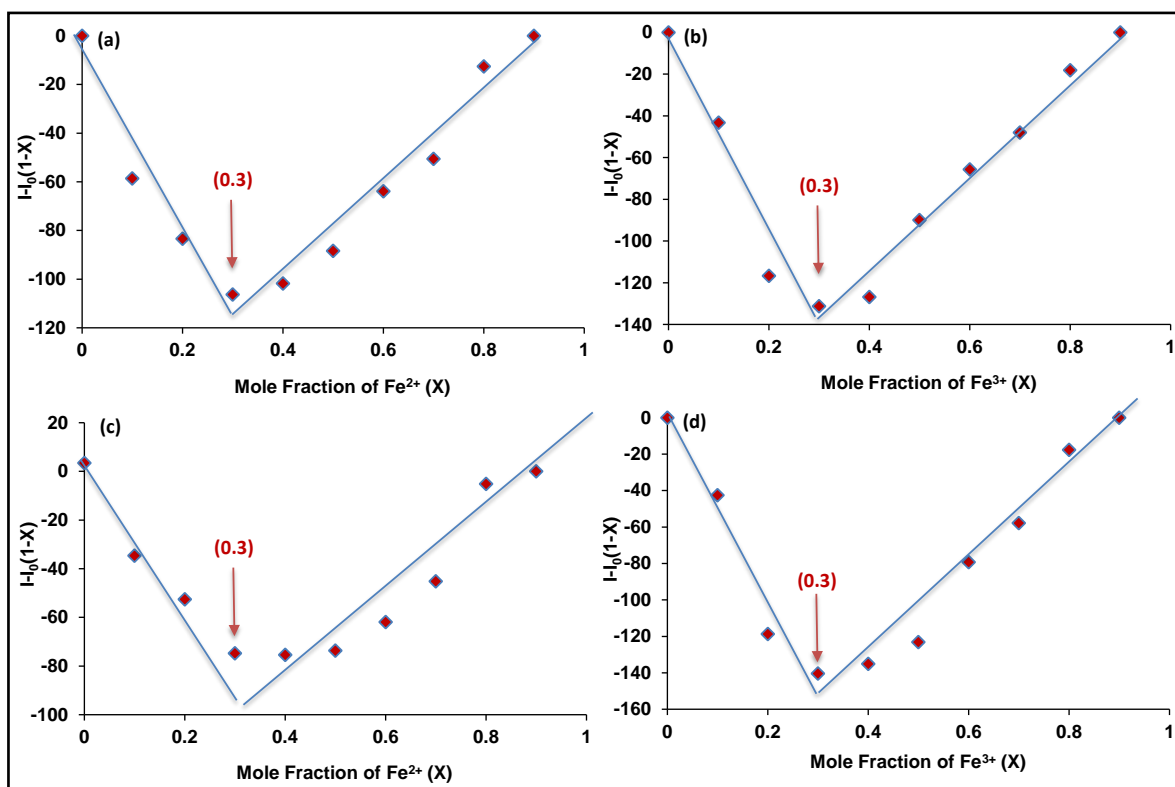 (a)
0
-20
-40
-60
-80
-100
-120
I-I₀(1-X)
(0.3)
0 0.2 0.4 0.6 0.8 1
Mole Fraction of Fe²⁺ (X)
(b)
0
-20
-40
-60
-80
-100
-120
-140
I-I₀(1-X)
(0.3)
0 0.2 0.4 0.6 0.8 1
Mole Fraction of Fe³⁺ (X)
(c)
20
0
-20
-40
-60
-80
-100
I-I₀(1-X)
(0.3)
0 0.2 0.4 0.6 0.8 1
Mole Fraction of Fe²⁺ (X)
(d)
0
-20
-40
-60
-80
-100
-120
-140
-160
I-I₀(1-X)
(0.3)
0 0.2 0.4 0.6 0.8 1
Mole Fraction of Fe³⁺ (X)